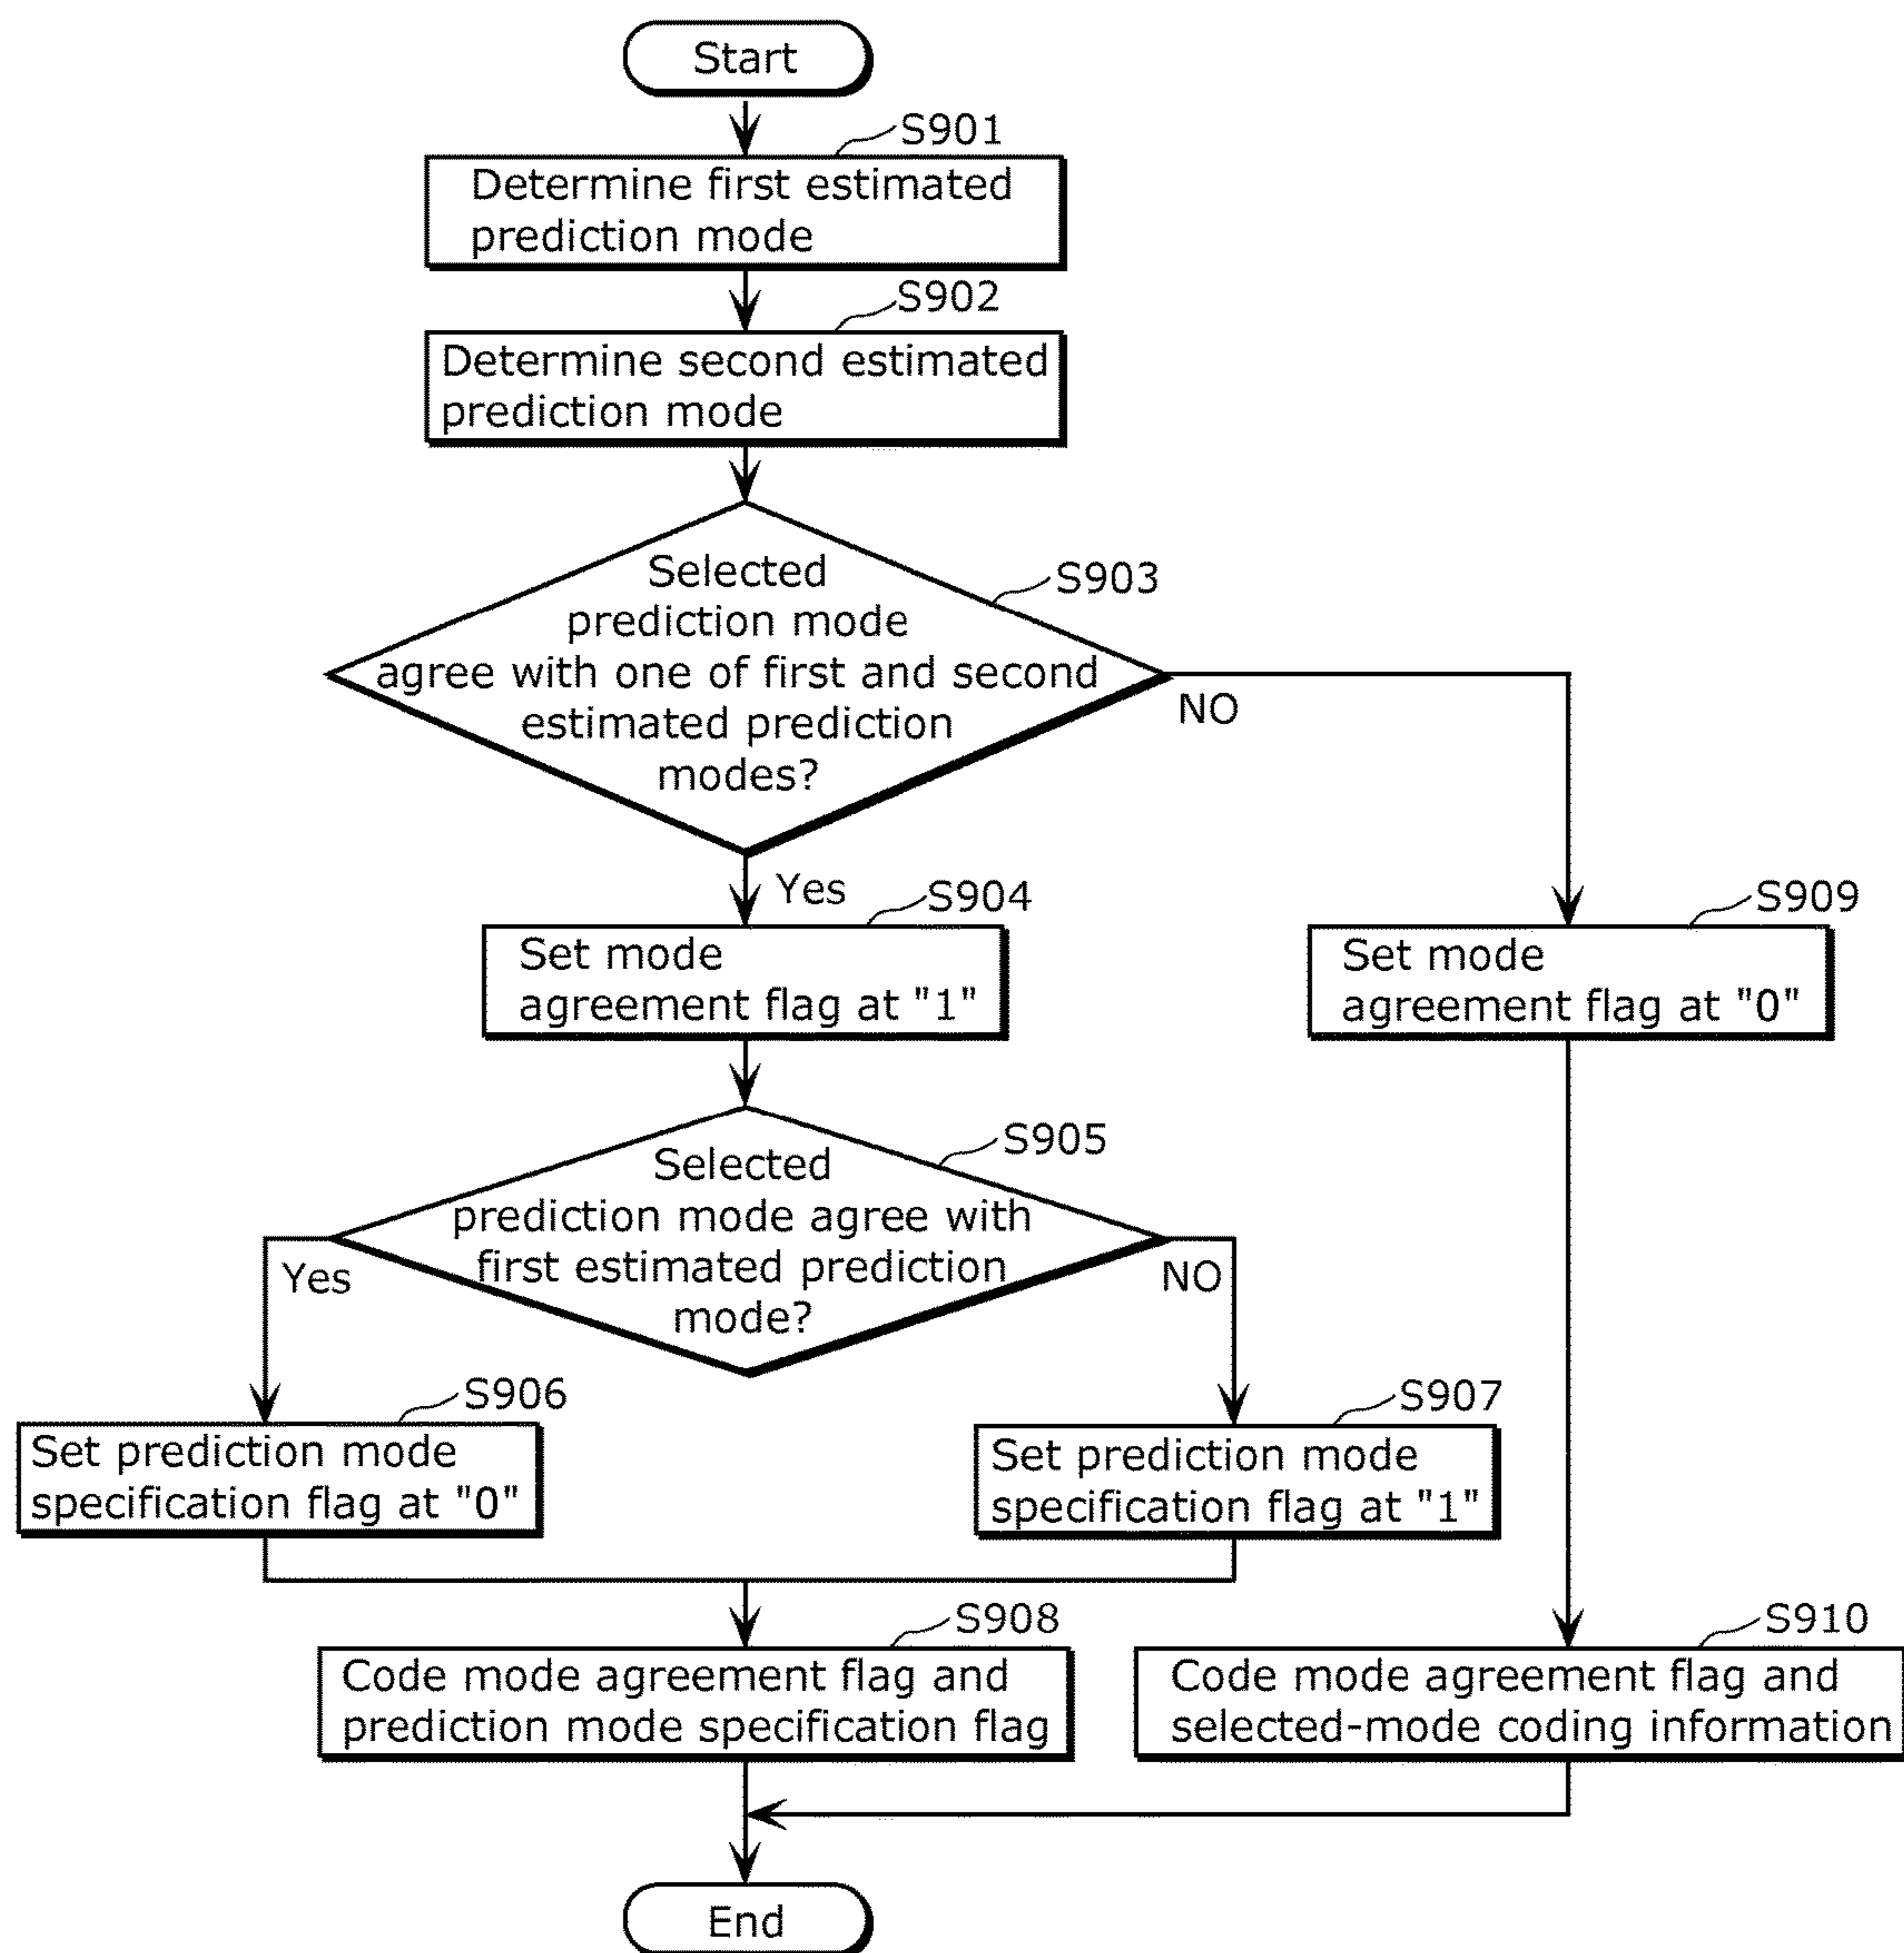 Start
S901
Determine first estimated
prediction mode
S902
Determine second estimated
prediction mode
S903
Selected
prediction mode
agree with one of first and second
estimated prediction
modes?
NO
Yes
S904
Set mode
agreement flag at "1"
S909
Set mode
agreement flag at "0"
S905
Selected
prediction mode agree with
first estimated prediction
mode?
Yes
NO
S906
Set prediction mode
specification flag at "0"
S907
Set prediction mode
specification flag at "1"
S908
Code mode agreement flag and
prediction mode specification flag
S910
Code mode agreement flag and
selected-mode coding information
End